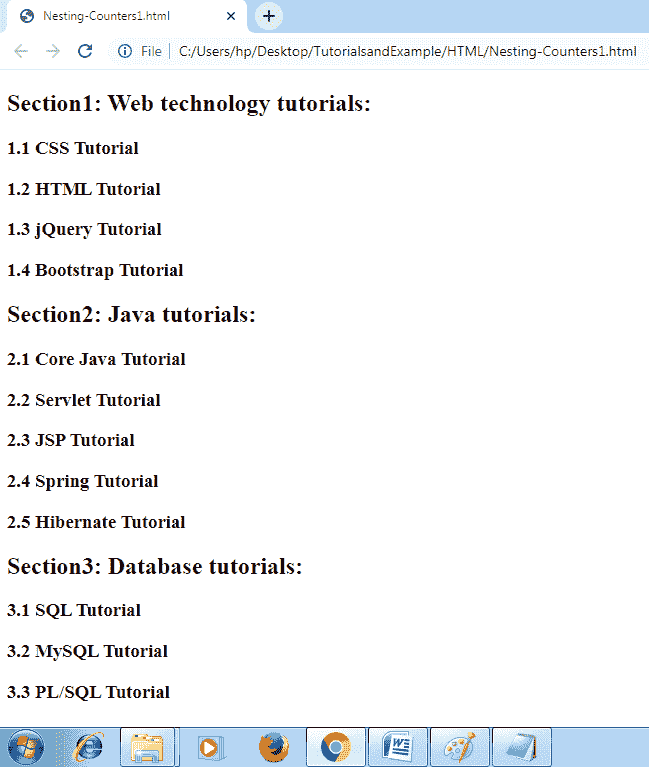 Nesting-Counters1.html
File
C:/Users/hp/Desktop/TutorialsandExample/HTML/Nesting-Counters1.html
Section1: Web technology tutorials:
1.1 CSS Tutorial
1.2 HTML Tutorial
1.3 jQuery Tutorial
1.4 Bootstrap Tutorial
Section2: Java tutorials:
2.1 Core Java Tutorial
2.2 Servlet Tutorial
2.3 JSP Tutorial
2.4 Spring Tutorial
2.5 Hibernate Tutorial
Section3: Database tutorials:
3.1 SQL Tutorial
3.2 MySQL Tutorial
3.3 PL/SQL Tutorial